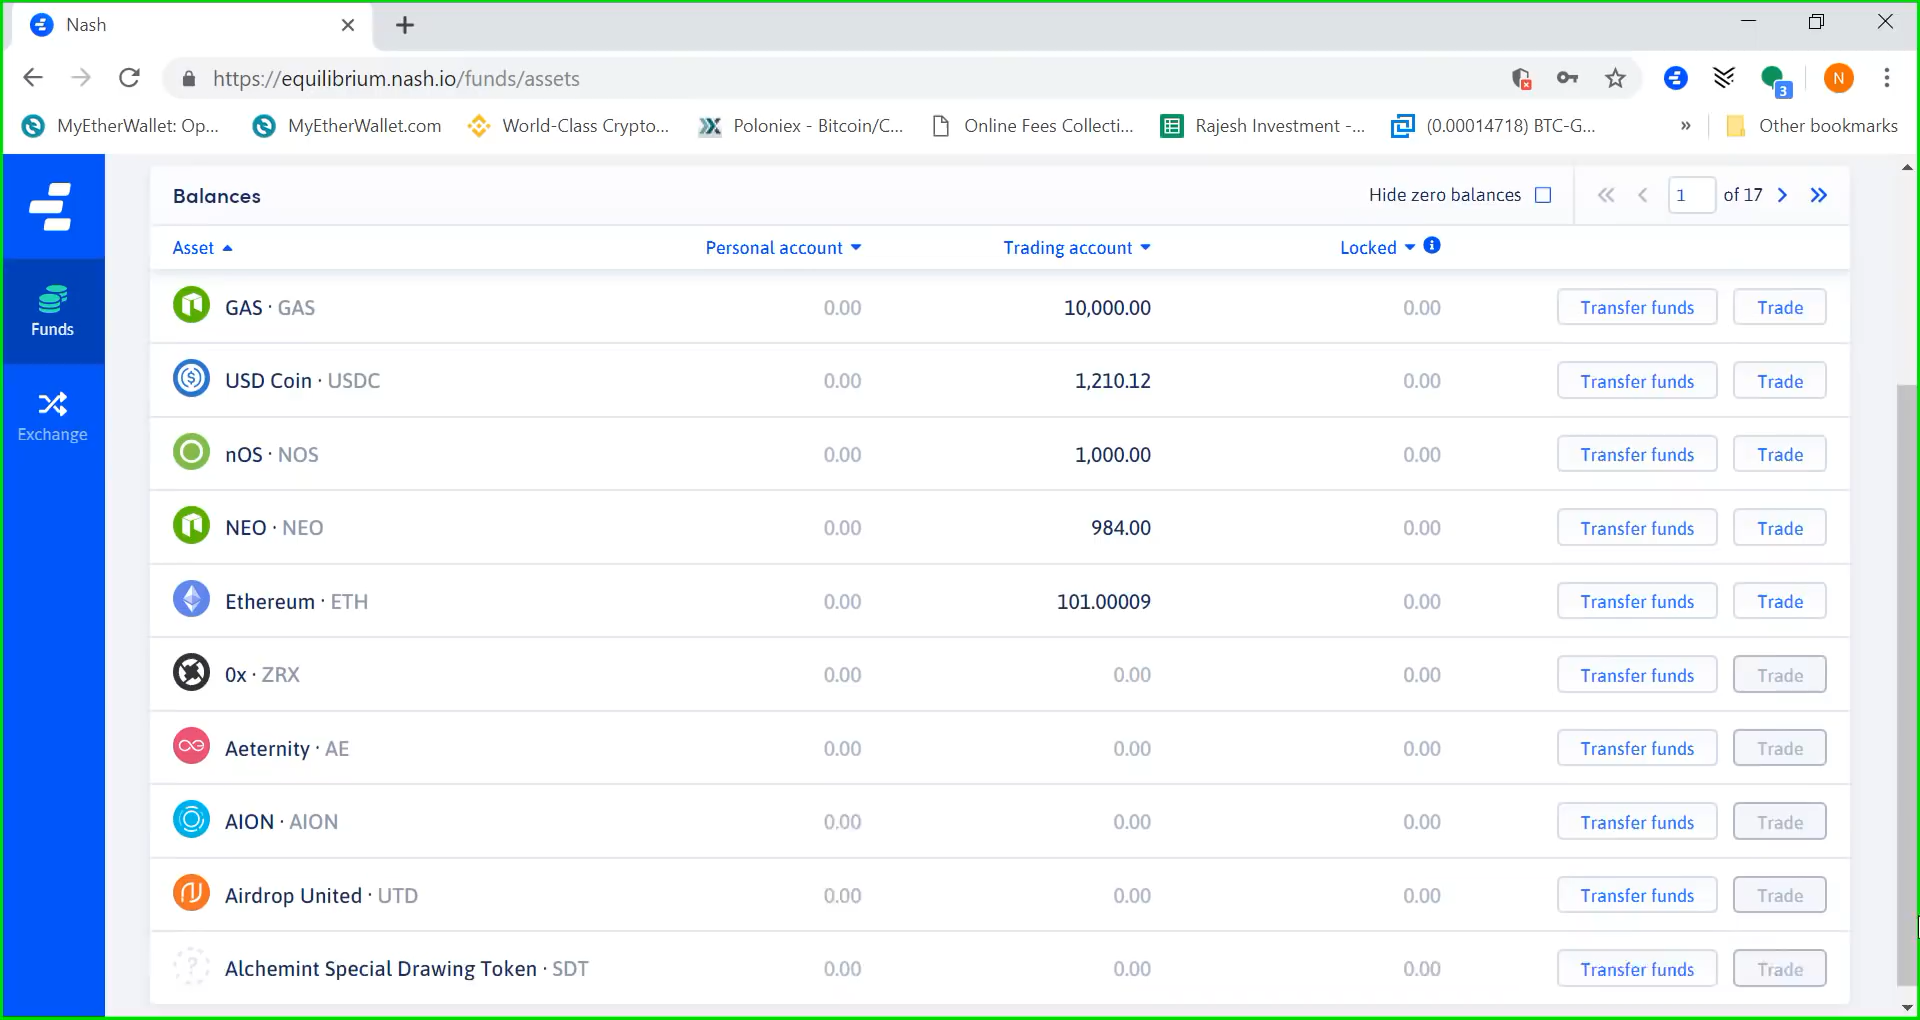 Nash
https://equilibrium.nash.io/funds/assets
3
N
MyEtherWallet: Op... MyEtherWallet.com World-Class Crypto... Poloniex - Bitcoin/C... Online Fees Collecti... Rajesh Investment -... (0.00014718) BTC-G... » Other bookmarks
Balances Hide zero balances 1 of 17
Asset Personal account Trading account Locked
GAS · GAS 0.00 10,000.00 0.00 Transfer funds Trade
Funds
USD Coin · USDC 0.00 1,210.12 0.00 Transfer funds Trade
Exchange
nOS · NOS 0.00 1,000.00 0.00 Transfer funds Trade
NEO · NEO 0.00 984.00 0.00 Transfer funds Trade
Ethereum · ETH 0.00 101.00009 0.00 Transfer funds Trade
0x · ZRX 0.00 0.00 0.00 Transfer funds Trade
Aeternity · AE 0.00 0.00 0.00 Transfer funds Trade
AION · AION 0.00 0.00 0.00 Transfer funds Trade
Airdrop United · UTD 0.00 0.00 0.00 Transfer funds Trade
? Alchemint Special Drawing Token · SDT 0.00 0.00 0.00 Transfer funds Trade